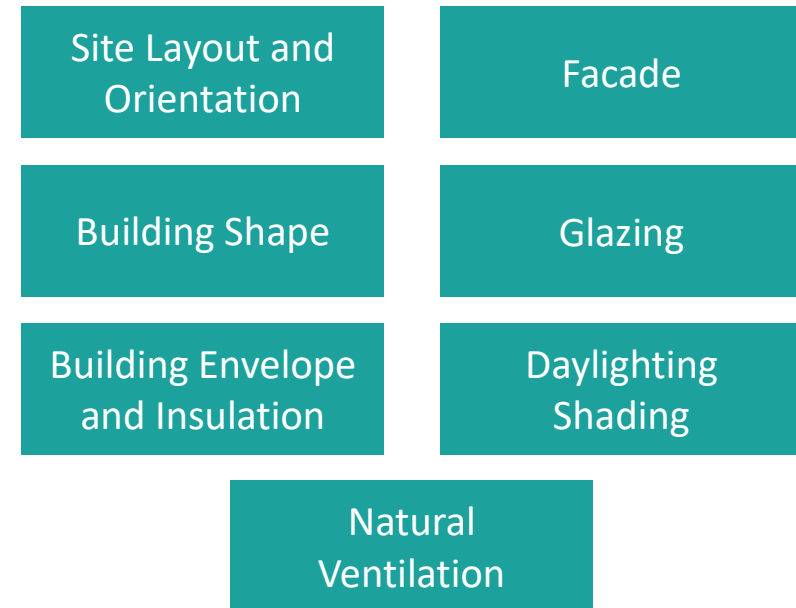 Site Layout and
Orientation
Facade
Building Shape
Glazing
Building Envelope
and Insulation
Daylighting
Shading
Natural
Ventilation